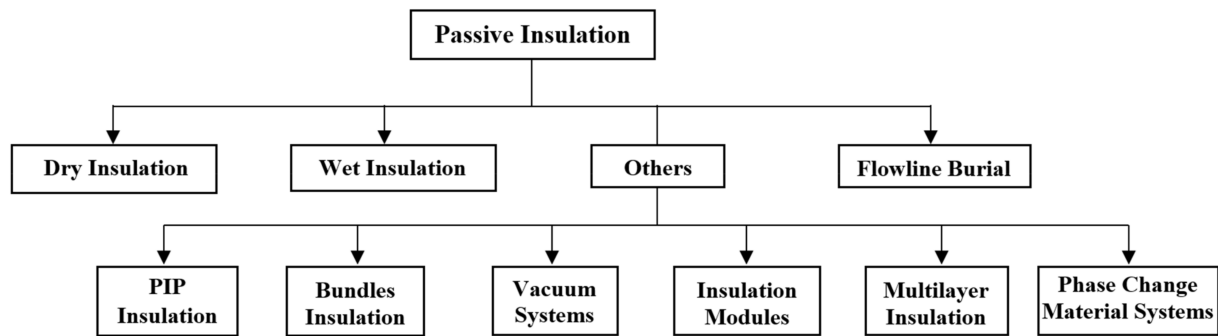 Passive Insulation
Dry Insulation
Wet Insulation
Others
Flowline Burial
PIP
Insulation
Bundles
Insulation
Vacuum
Systems
Insulation
Modules
Multilayer
Insulation
Phase Change
Material Systems